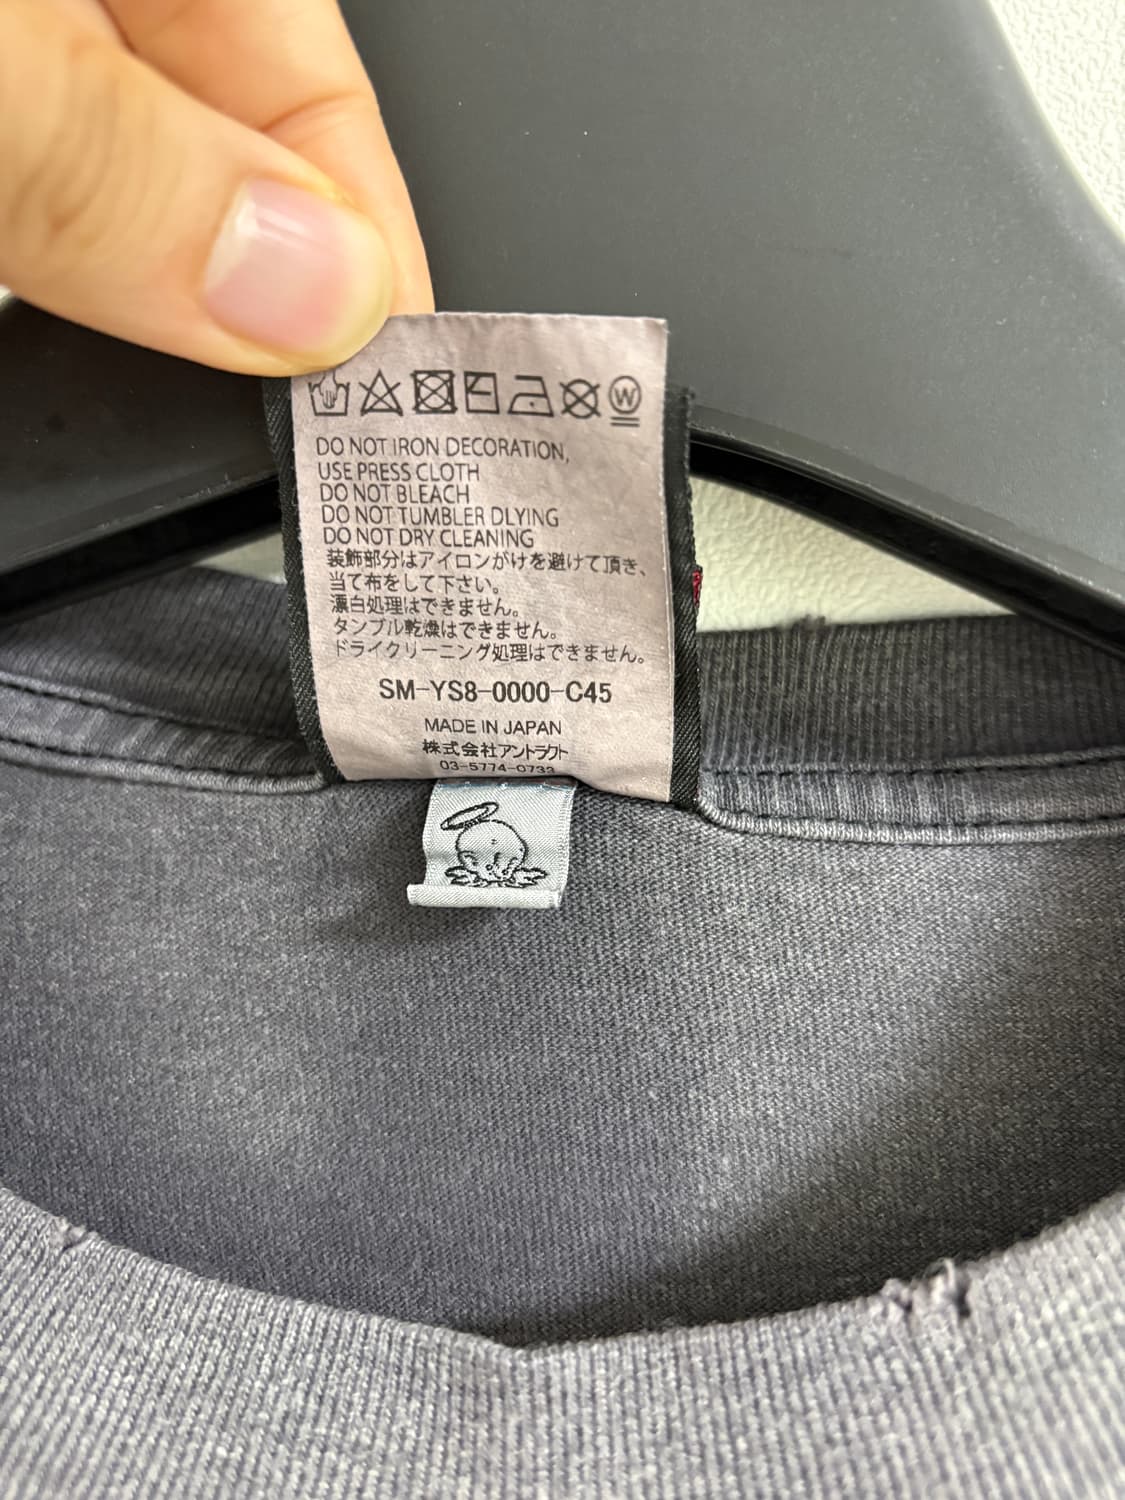 W
DO NOT IRON DECORATION,
USE PRESS CLOTH
DO NOT BLEACH
DO NOT TUMBLER DLYING
DO NOT DRY CLEANING
装飾部分はアイロンがけを避けて頂き、
当て布をして下さい。
漂白処理はできません。
タンブル乾燥はできません。
ドライクリーニング処理はできません。
SM-YS8-0000-C45
MADE IN JAPAN
株式会社アントラクト
03-5774-0733